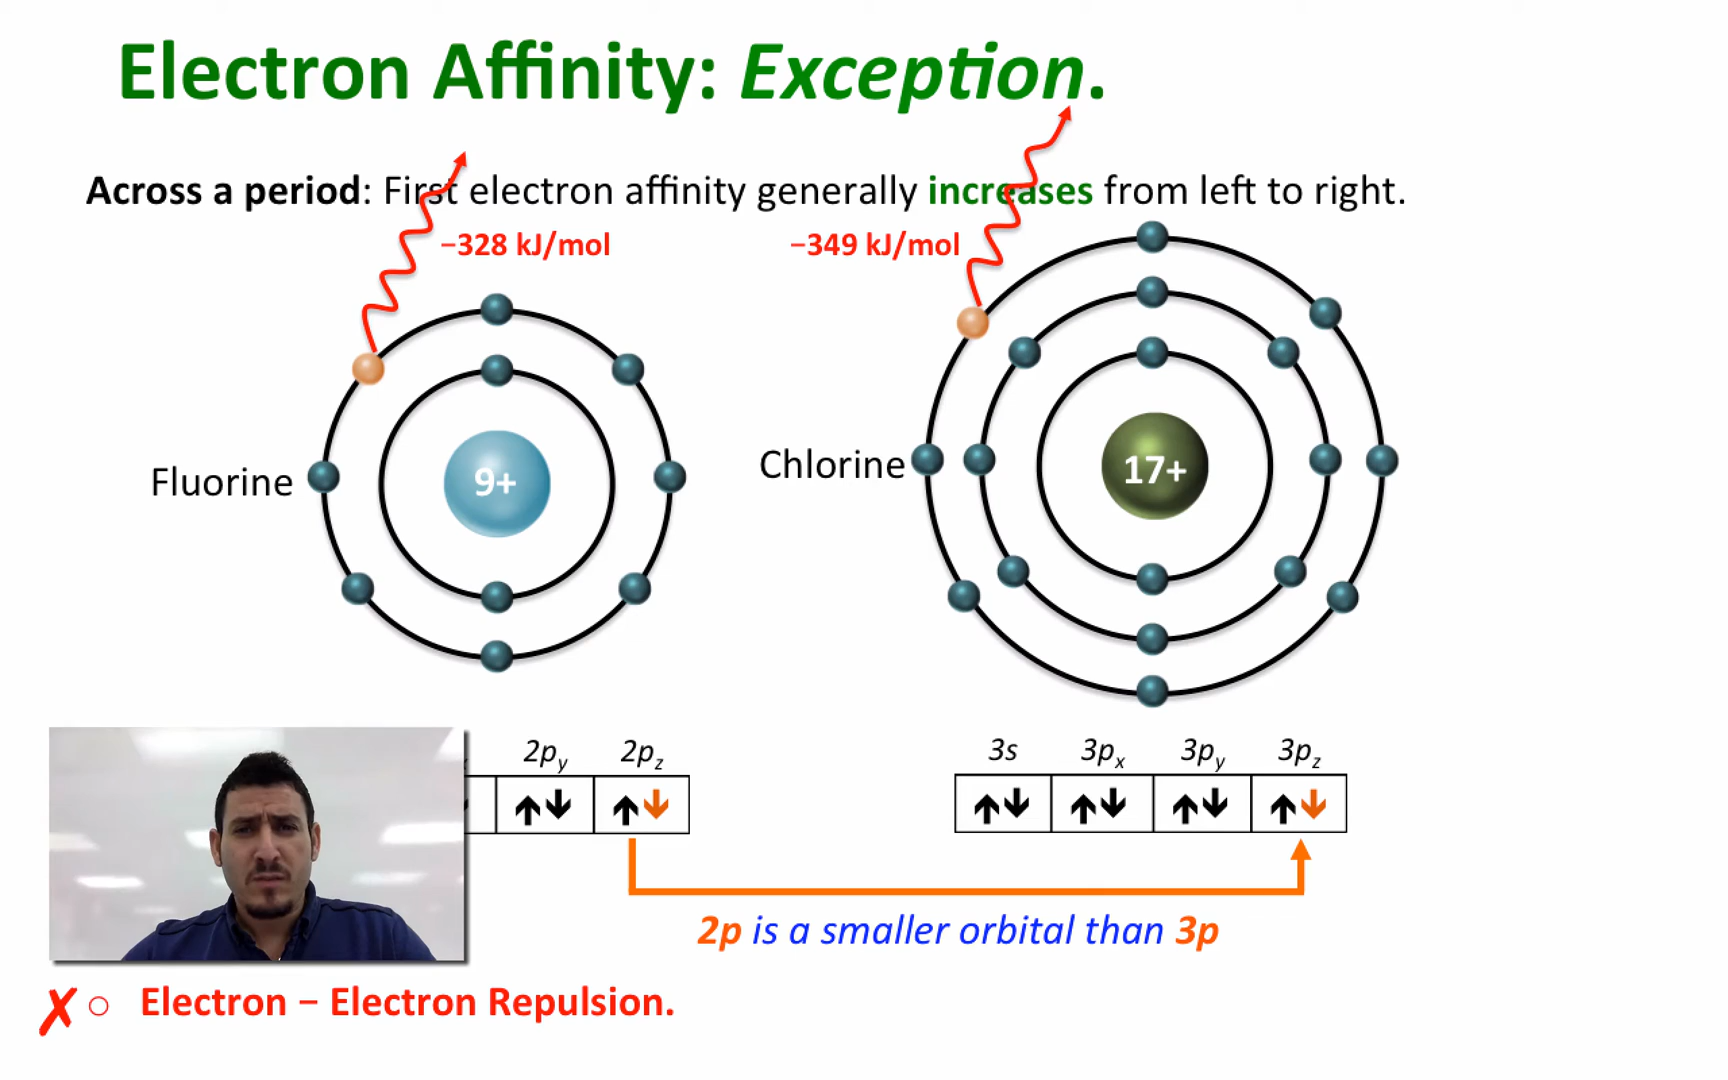 Electron Affinity: Exception.
Across a period: First electron affinity generally increases from left to right.
−328 kJ/mol
−349 kJ/mol
Fluorine
9+
Chlorine
17+
2py 2pz
3s 3px 3py 3pz
2p is a smaller orbital than 3p
✗ ○ Electron − Electron Repulsion.